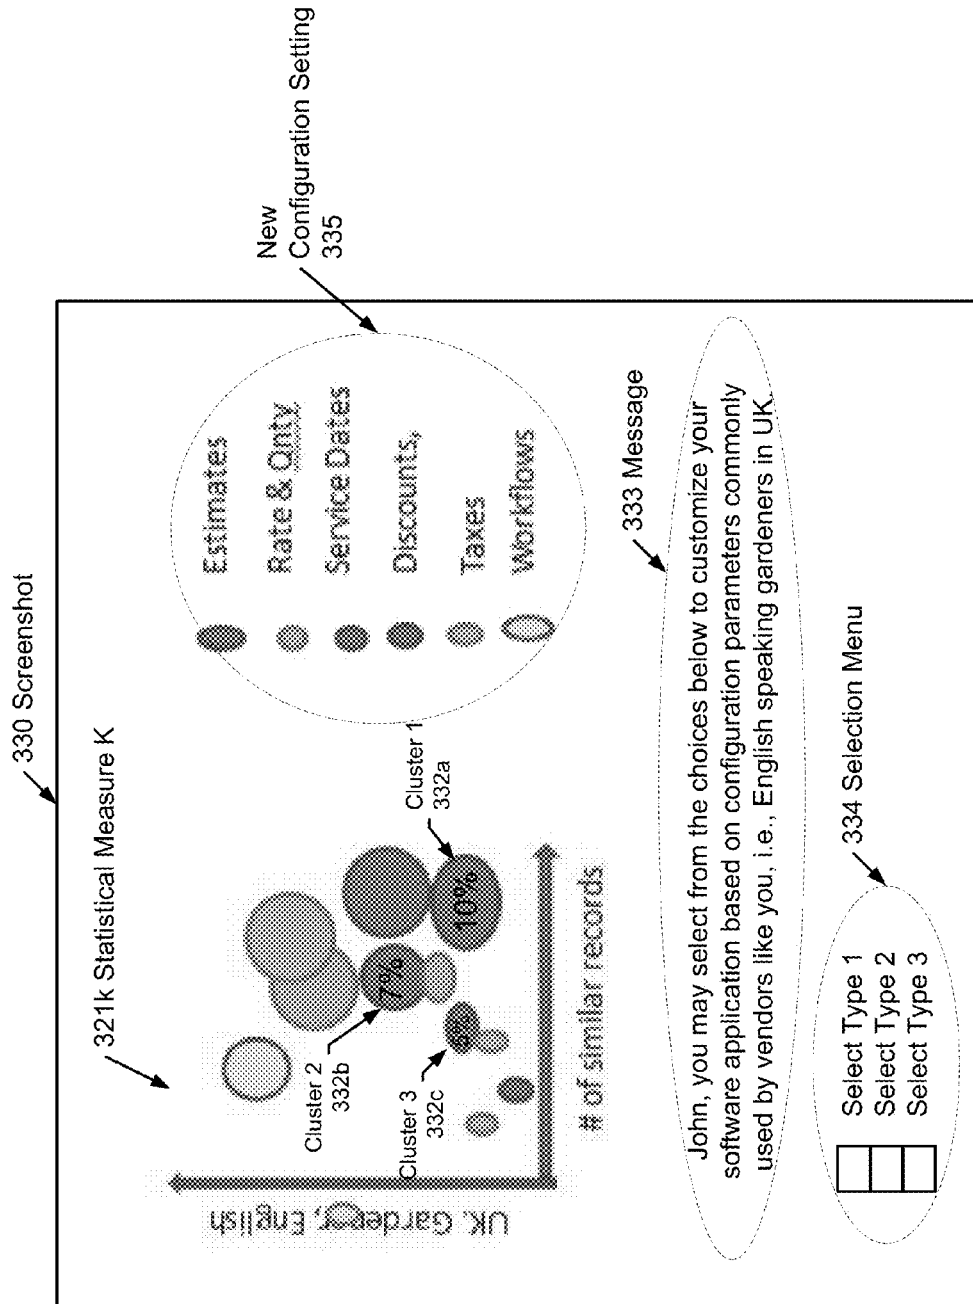 330 Screenshot
321k Statistical Measure K
UK. Gardener, English
# of similar records
Cluster 1
332a
10%
Cluster 2
332b
7%
Cluster 3
332c
Estimates
Rate & Qnty
Service Dates
Discounts,
Taxes
Workflows
New
Configuration Setting
335
333 Message
John, you may select from the choices below to customize your
software application based on configuration parameters commonly
used by vendors like you, i.e., English speaking gardeners in UK.
334 Selection Menu
Select Type 1
Select Type 2
Select Type 3